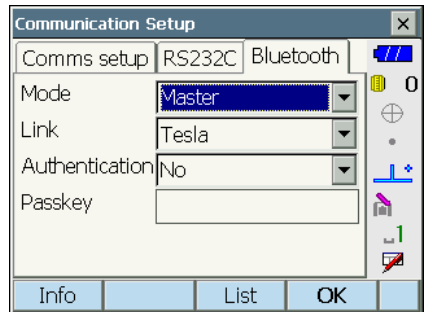 Communication Setup
Comms setup RS232C Bluetooth
Mode Master
Link Tesla
Authentication No
Passkey
Info List OK
0
1